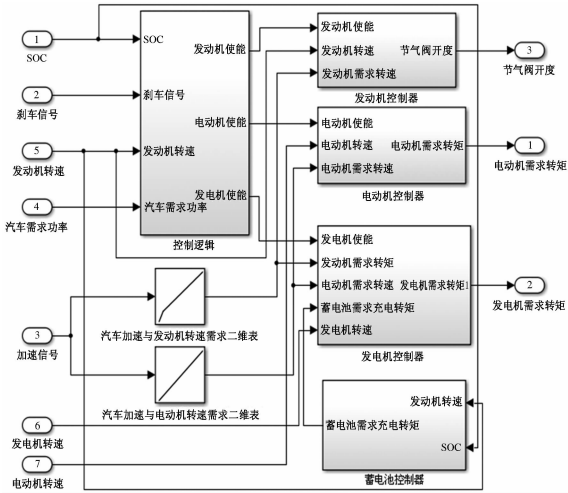 1
SOC
2
刹车信号
5
发动机转速
4
汽车需求功率
3
加速信号
6
发电机转速
7
电动机转速
SOC
刹车信号
发动机转速
汽车需求功率
发动机使能
电动机使能
发电机使能
控制逻辑
汽车加速与发动机转速需求二维表
汽车加速与电动机转速需求二维表
发动机使能
发动机转速
发动机需求转速
节气阀开度
发动机控制器
电动机使能
电动机转速
电动机需求转速
电动机需求转矩
电动机控制器
发电机使能
发动机需求转矩
电动机需求转速
蓄电池需求充电转矩
发电机转速
发电机需求转矩1
发电机控制器
发动机转速
蓄电池需求充电转矩
SOC
蓄电池控制器
3
节气阀开度
1
电动机需求转矩
2
发电机需求转矩